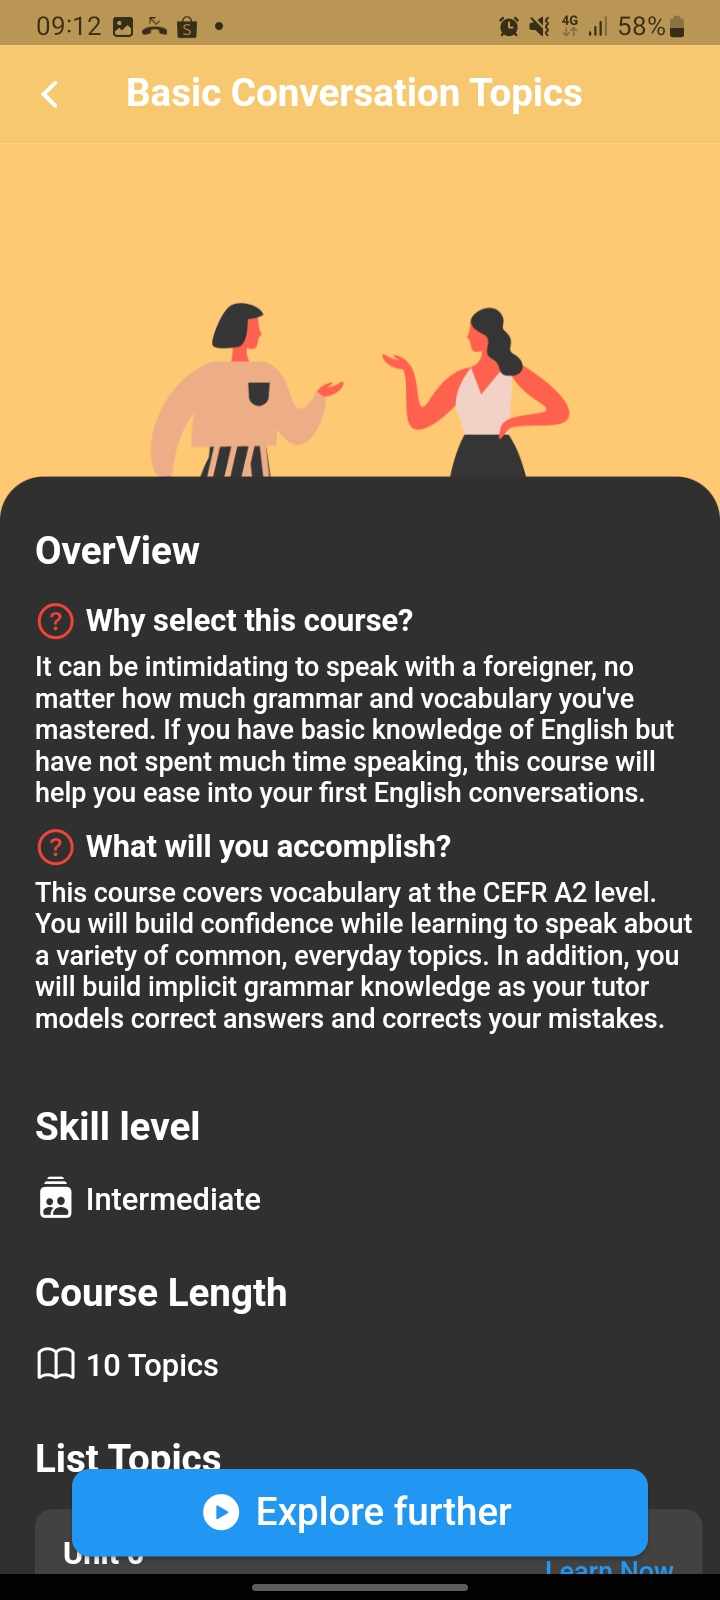 09:12
4G
58%
Basic Conversation Topics
OverView
Why select this course?
It can be intimidating to speak with a foreigner, no
matter how much grammar and vocabulary you've
mastered. If you have basic knowledge of English but
have not spent much time speaking, this course will
help you ease into your first English conversations.
What will you accomplish?
This course covers vocabulary at the CEFR A2 level.
You will build confidence while learning to speak about
a variety of common, everyday topics. In addition, you
will build implicit grammar knowledge as your tutor
models correct answers and corrects your mistakes.
Skill level
Intermediate
Course Length
10 Topics
List Topics
Explore further
Unit
Learn Now